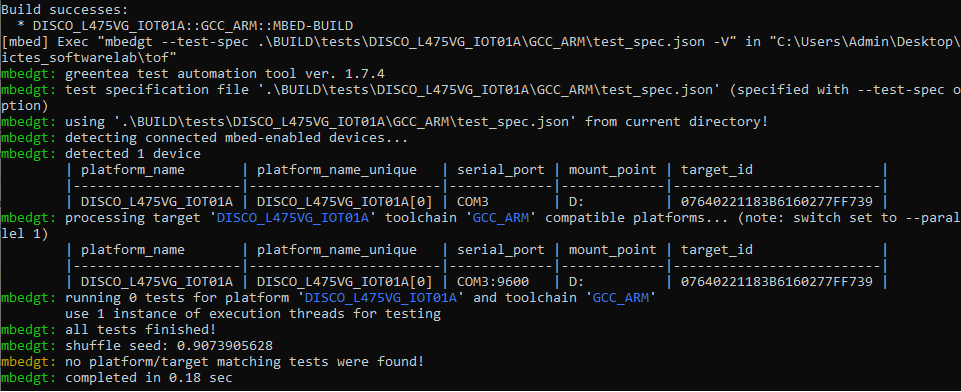 Build successes:
  * DISCO_L475VG_IOT01A::GCC_ARM::MBED-BUILD
[mbed] Exec "mbedgt --test-spec .\BUILD\tests\DISCO_L475VG_IOT01A\GCC_ARM\test_spec.json -V" in "C:\Users\Admin\Desktop\
ictes_softwarelab\tof"
mbedgt: greentea test automation tool ver. 1.7.4
mbedgt: test specification file '.\BUILD\tests\DISCO_L475VG_IOT01A\GCC_ARM\test_spec.json' (specified with --test-spec o
ption)
mbedgt: using '.\BUILD\tests\DISCO_L475VG_IOT01A\GCC_ARM\test_spec.json' from current directory!
mbedgt: detecting connected mbed-enabled devices...
mbedgt: detected 1 device
        | platform_name       | platform_name_unique   | serial_port | mount_point | target_id                |
        |---------------------|------------------------|-------------|-------------|--------------------------|
        | DISCO_L475VG_IOT01A | DISCO_L475VG_IOT01A[0] | COM3        | D:          | 07640221183B6160277FF739 |
mbedgt: processing target 'DISCO_L475VG_IOT01A' toolchain 'GCC_ARM' compatible platforms... (note: switch set to --paral
lel 1)
        | platform_name       | platform_name_unique   | serial_port | mount_point | target_id                |
        |---------------------|------------------------|-------------|-------------|--------------------------|
        | DISCO_L475VG_IOT01A | DISCO_L475VG_IOT01A[0] | COM3:9600   | D:          | 07640221183B6160277FF739 |
mbedgt: running 0 tests for platform 'DISCO_L475VG_IOT01A' and toolchain 'GCC_ARM'
        use 1 instance of execution threads for testing
mbedgt: all tests finished!
mbedgt: shuffle seed: 0.9073905628
mbedgt: no platform/target matching tests were found!
mbedgt: completed in 0.18 sec